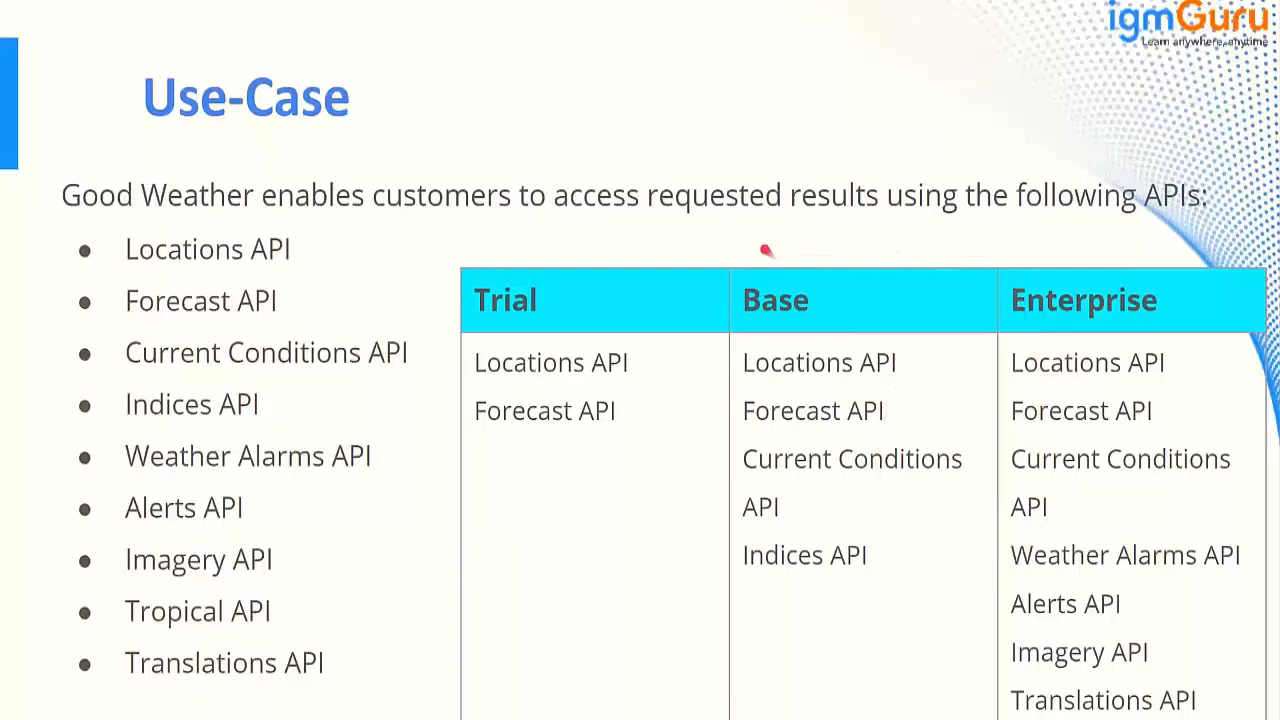 igmGuru
Learn anywhere, anytime
Use-Case
Good Weather enables customers to access requested results using the following APIs:
● Locations API
● Forecast API
● Current Conditions API
● Indices API
● Weather Alarms API
● Alerts API
● Imagery API
● Tropical API
● Translations API
Trial
Locations API
Forecast API
Base
Locations API
Forecast API
Current Conditions
API
Indices API
Enterprise
Locations API
Forecast API
Current Conditions
API
Weather Alarms API
Alerts API
Imagery API
Translations API